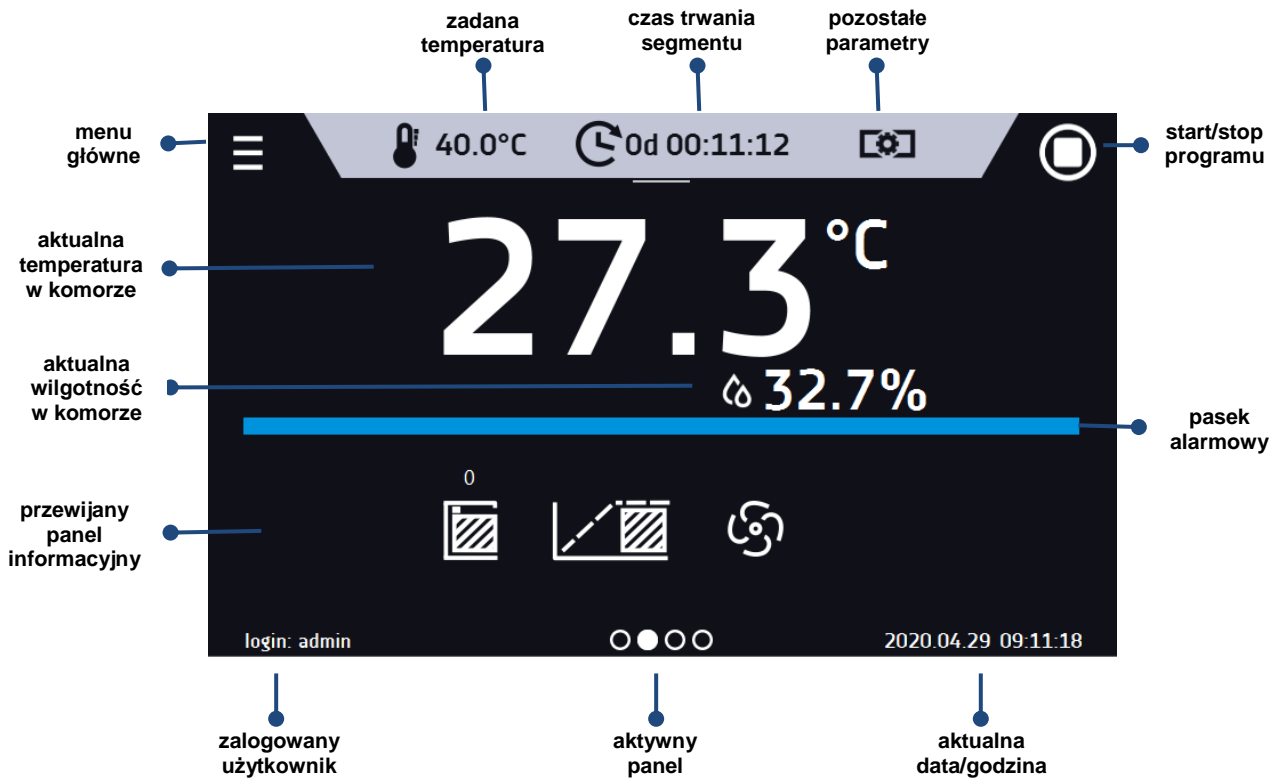 zadana
temperatura
czas trwania
segmentu
pozostałe
parametry
menu
główne
40.0°C
0d 00:11:12
start/stop
programu
27.3°C
aktualna
temperatura
w komorze
aktualna
wilgotność
w komorze
32.7%
pasek
alarmowy
0
przewijany
panel
informacyjny
login: admin
2020.04.29 09:11:18
zalogowany
użytkownik
aktywny
panel
aktualna
data/godzina